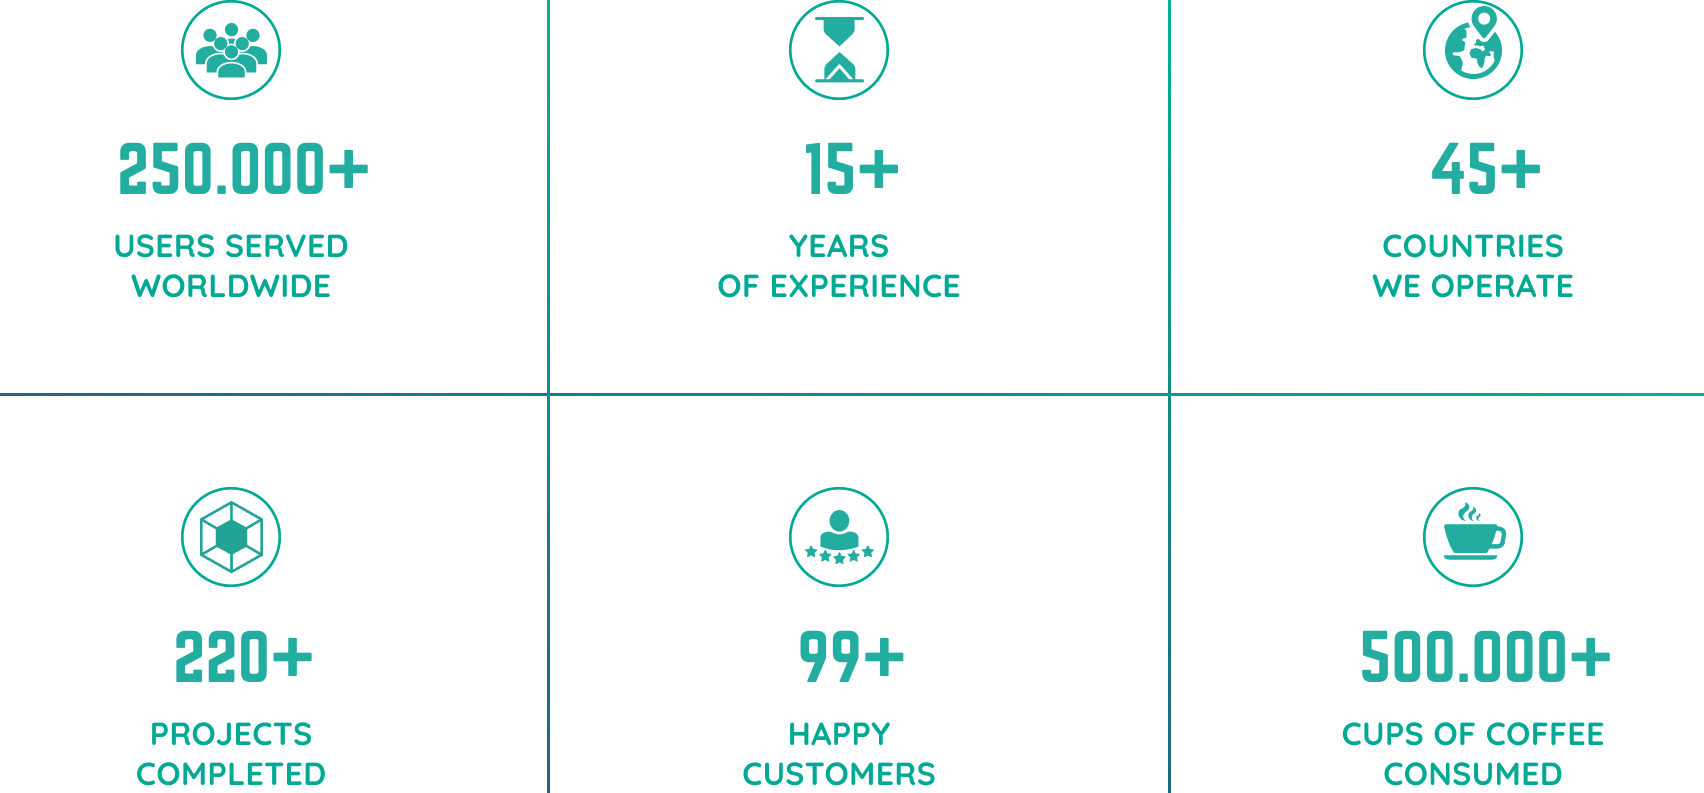 250.000+
USERS SERVED
WORLDWIDE
15+
YEARS
OF EXPERIENCE
45+
COUNTRIES
WE OPERATE
220+
PROJECTS
COMPLETED
99+
HAPPY
CUSTOMERS
500.000+
CUPS OF COFFEE
CONSUMED